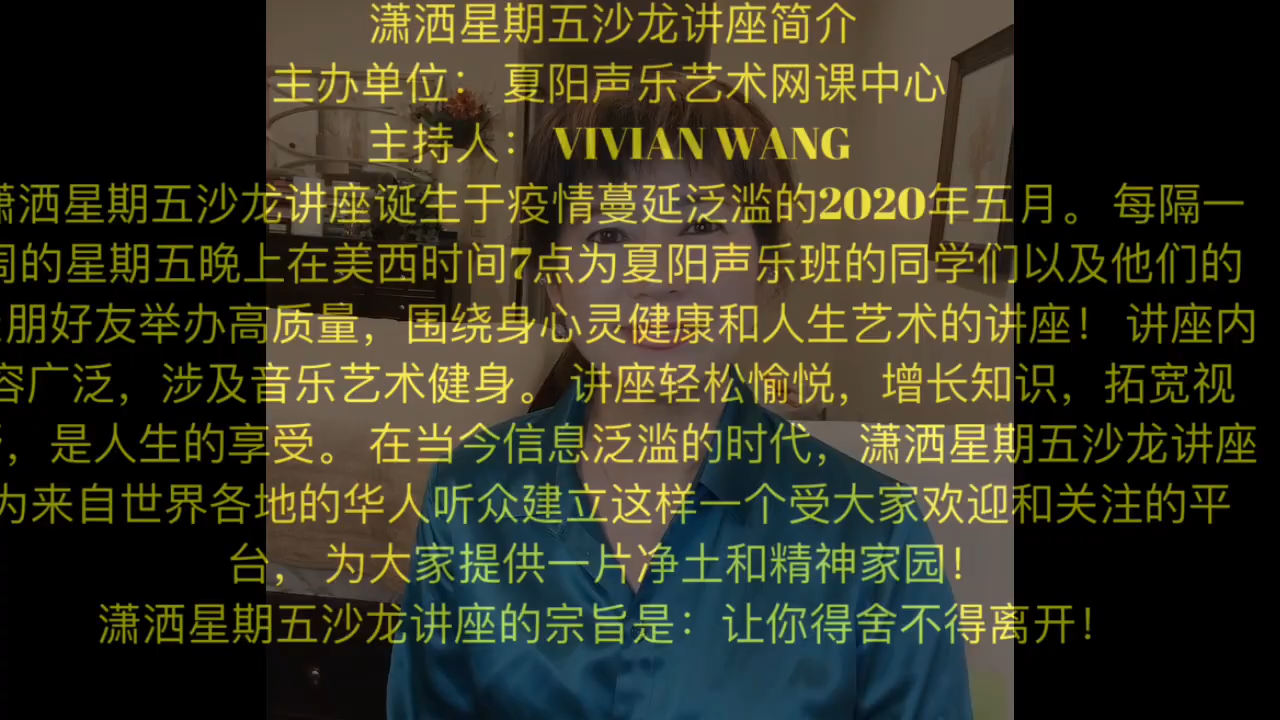 潇洒星期五沙龙讲座简介
主办单位： 夏阳声乐艺术网课中心
主持人： VIVIAN WANG
潇洒星期五沙龙讲座诞生于疫情蔓延泛滥的2020年五月。 每隔一
周的星期五晚上在美西时间7点为夏阳声乐班的同学们以及他们的
朋好友举办高质量，围绕身心灵健康和人生艺术的讲座！ 讲座内
容广泛，涉及音乐艺术健身。 讲座轻松愉悦，增长知识，拓宽视
，是人生的享受。 在当今信息泛滥的时代， 潇洒星期五沙龙讲座
为来自世界各地的华人听众建立这样一个受大家欢迎和关注的平
台， 为大家提供一片净土和精神家园！
潇洒星期五沙龙讲座的宗旨是：让你得舍不得离开！